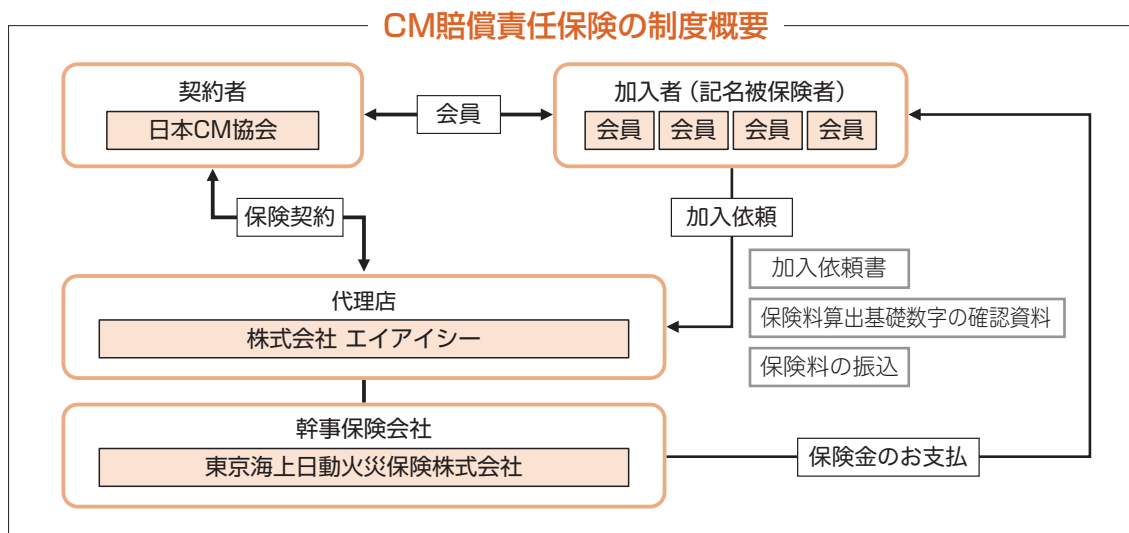 CM賠償責任保険の制度概要
契約者
日本CM協会
会員
加入者（記名被保険者）
会員 会員 会員 会員
保険契約
加入依頼
加入依頼書
保険料算出基礎数字の確認資料
保険料の振込
代理店
株式会社 エイアイシー
幹事保険会社
東京海上日動火災保険株式会社
保険金のお支払